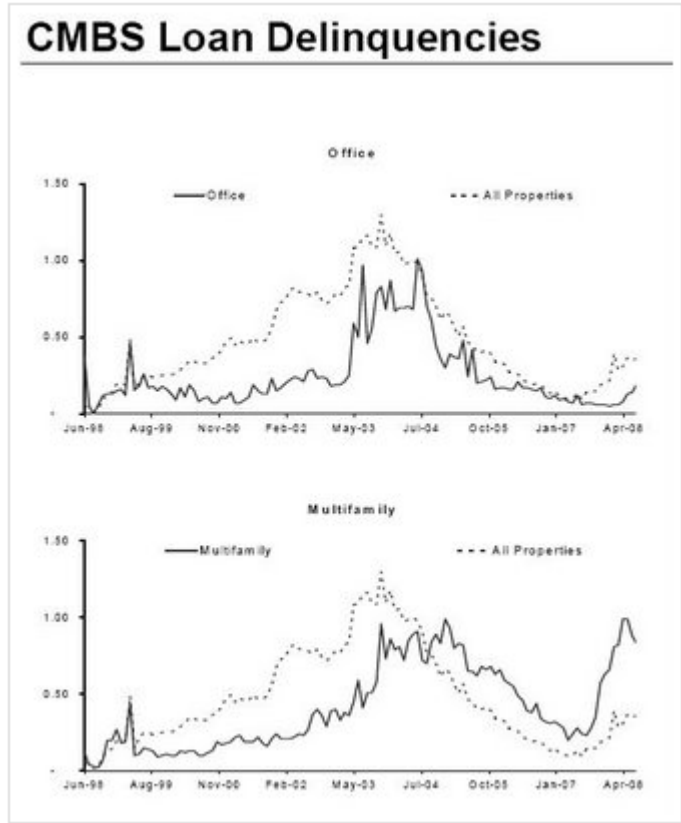 CMBS Loan Delinquencies
Office
1.50
Office
All Properties
1.00
0.50
-
Jun-98 Aug-99 Nov-00 Feb-02 May-03 Jul-04 Oct-05 Jan-07 Apr-08
Multifamily
1.50
Multifamily
All Properties
1.00
0.50
-
Jun-98 Aug-99 Nov-00 Feb-02 May-03 Jul-04 Oct-05 Jan-07 Apr-08